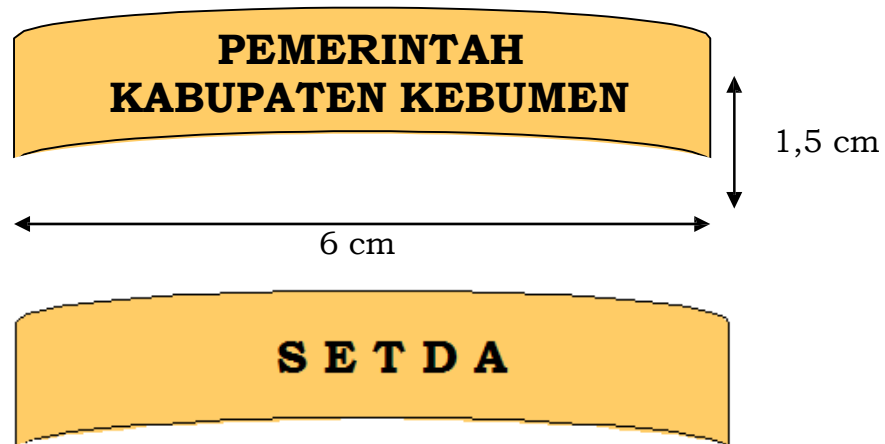 PEMERINTAH
KABUPATEN KEBUMEN
1,5 cm
6 cm
S E T D A